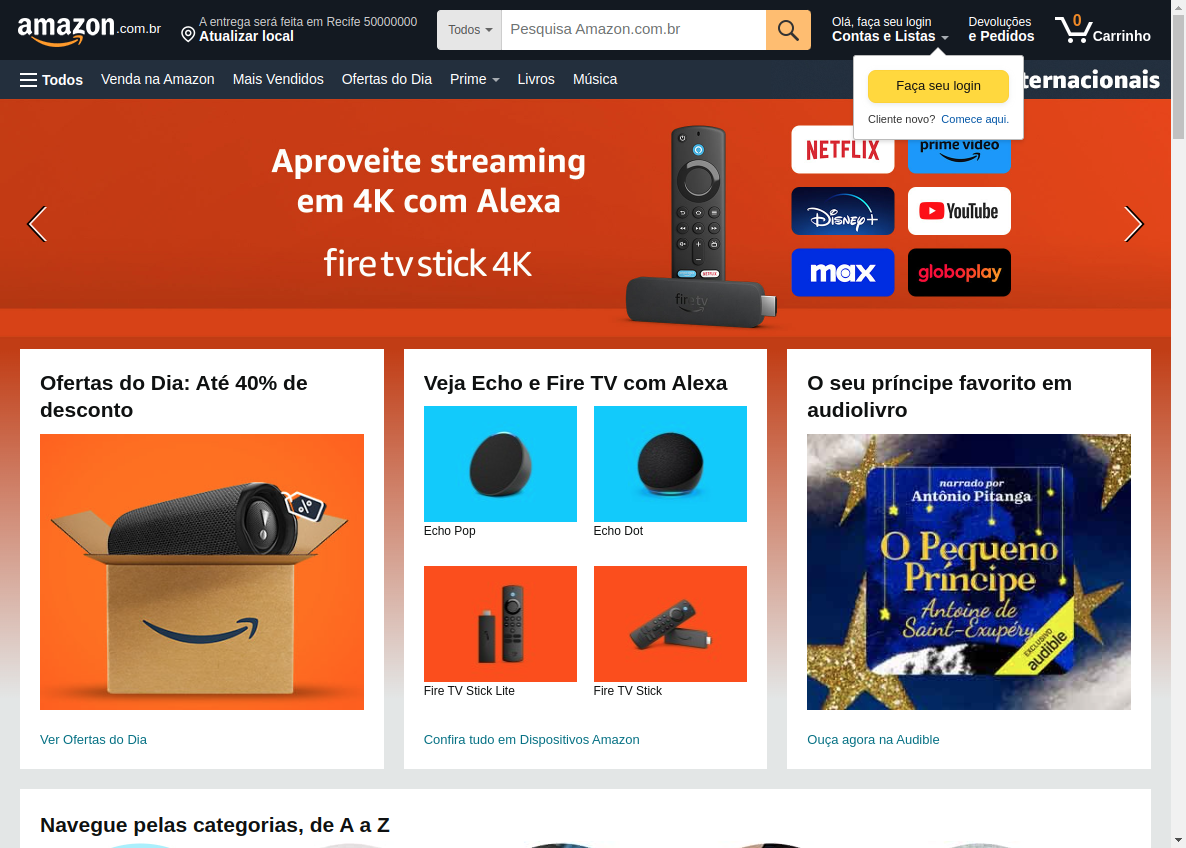 amazon.com.br
A entrega será feita em Recife 50000000
Atualizar local
Todos
Pesquisa Amazon.com.br
Olá, faça seu login
Contas e Listas
Devoluções
e Pedidos
0
Carrinho
Todos
Venda na Amazon
Mais Vendidos
Ofertas do Dia
Prime
Livros
Música
ternacionais
Faça seu login
Cliente novo? Comece aqui.
Aproveite streaming
em 4K com Alexa
fire tv stick 4K
fire tv
NETFLIX
prime video
Disney+
YouTube
max
globoplay
Ofertas do Dia: Até 40% de
desconto
%
Ver Ofertas do Dia
Veja Echo e Fire TV com Alexa
Echo Pop
Echo Dot
Fire TV Stick Lite
Fire TV Stick
Confira tudo em Dispositivos Amazon
O seu príncipe favorito em
audiolivro
narrado por
Antônio Pitanga
O Pequeno
Príncipe
Antoine de
Saint-Exupéry
EXCLUSIVO
audible
Ouça agora na Audible
Navegue pelas categorias, de A a Z